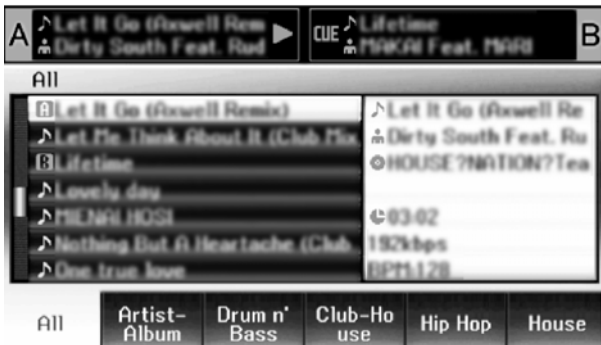 A
Let It Go (Axwell Rem
Dirty South Feat. Rud
CUE
Lifetime
MAKAI Feat. MARI
B
All
A Let It Go (Axwell Remix)
Let Me Think About It (Club Mix
B Lifetime
Lovely day
MIENAI HOSI
Nothing But A Heartache (Club
One true love
Let It Go (Axwell Re
Dirty South Feat. Ru
HOUSE?NATION?Tea
03:02
192kbps
BPM:128
All
Artist-
Album
Drum n'
Bass
Club-Ho
use
Hip Hop
House